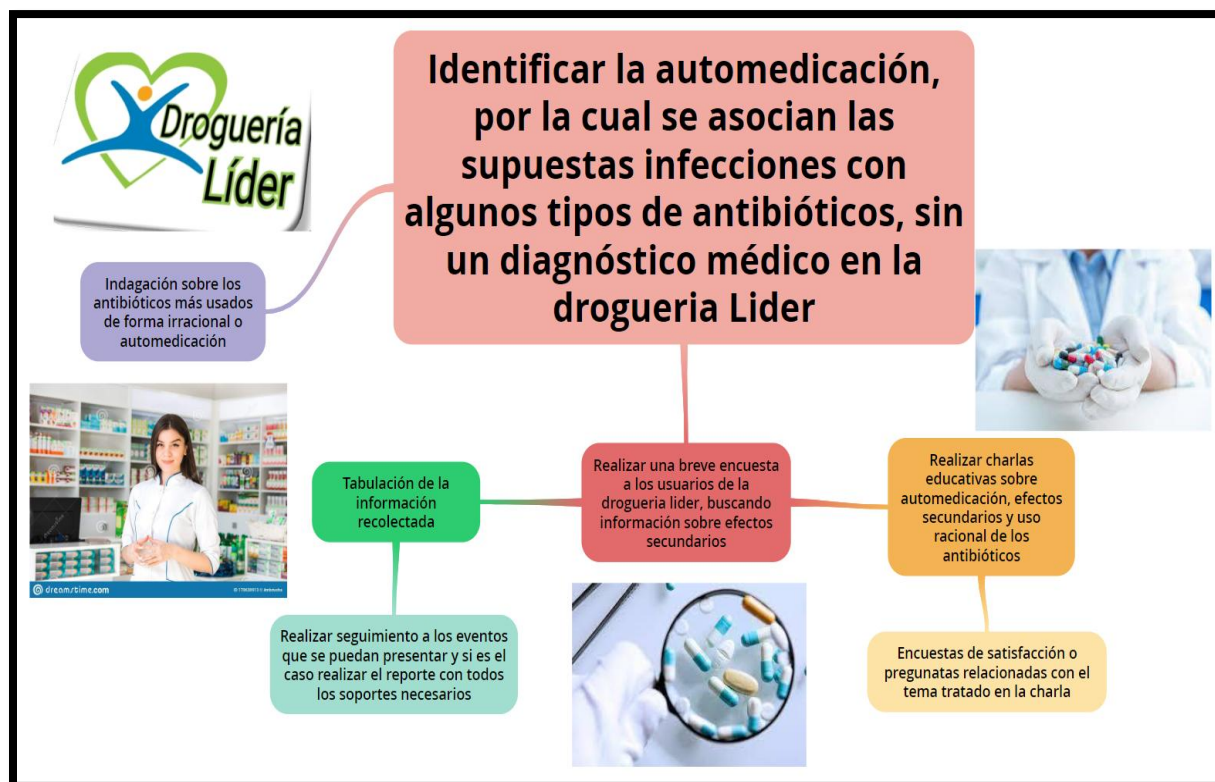 Droguería
Líder
Identificar la automedicación,
por la cual se asocian las
supuestas infecciones con
algunos tipos de antibióticos, sin
un diagnóstico médico en la
drogueria Lider
Indagación sobre los
antibióticos más usados
de forma irracional o
automedicación
Tabulación de la
información
recolectada
Realizar una breve encuesta
a los usuarios de la
drogueria lider, buscando
información sobre efectos
secundarios
Realizar charlas
educativas sobre
automedicación, efectos
secundarios y uso
racional de los
antibióticos
dreamstime.com
Realizar seguimiento a los eventos
que se puedan presentar y si es el
caso realizar el reporte con todos
los soportes necesarios
Encuestas de satisfacción o
pregunatas relacionadas con el
tema tratado en la charla